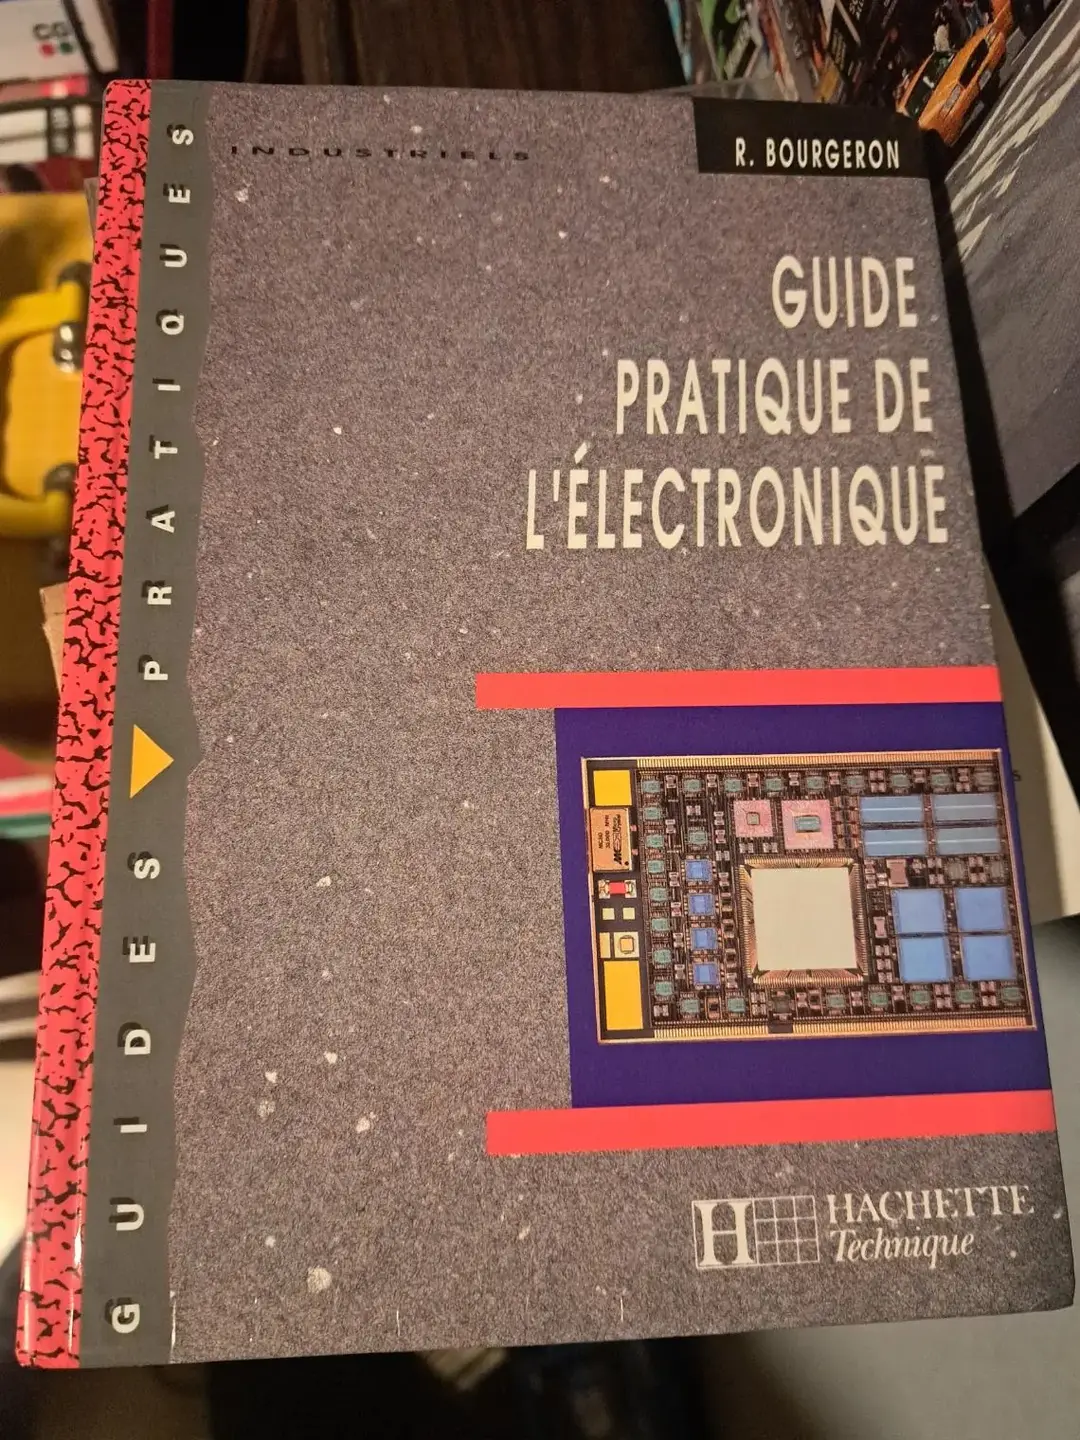 GUIDES PRATIQUES
INDUSTRIELS
R. BOURGERON
GUIDE
PRATIQUE DE
L'ÉLECTRONIQUE
H
HACHETTE
Technique